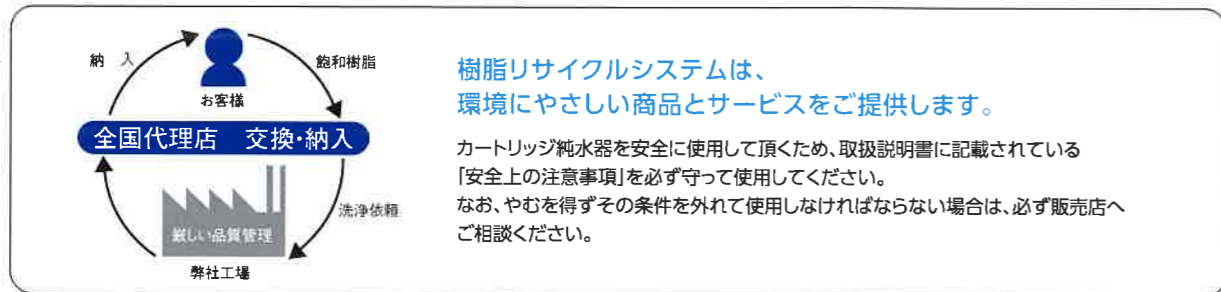 納 入
飽和樹脂
お客様
全国代理店 交換・納入
洗浄依頼
厳しい品質管理
弊社工場
樹脂リサイクルシステムは、
環境にやさしい商品とサービスをご提供します。
カートリッジ純水器を安全に使用して頂くため、取扱説明書に記載されている
「安全上の注意事項」を必ず守って使用してください。
なお、やむを得ずその条件を外れて使用しなければならない場合は、必ず販売店へ
ご相談ください。